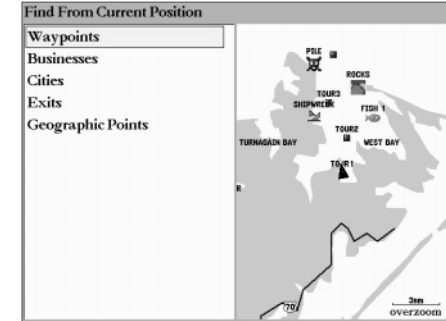 Find From Current Position
Waypoints
Businesses
Cities
Exits
Geographic Points
PILE
ROCKS
TOUR3
SHIPWREK
FISH 1
TOUR2
TURNAGAIN BAY
WEST BAY
TOUR1
R
70
3nm
overzoom